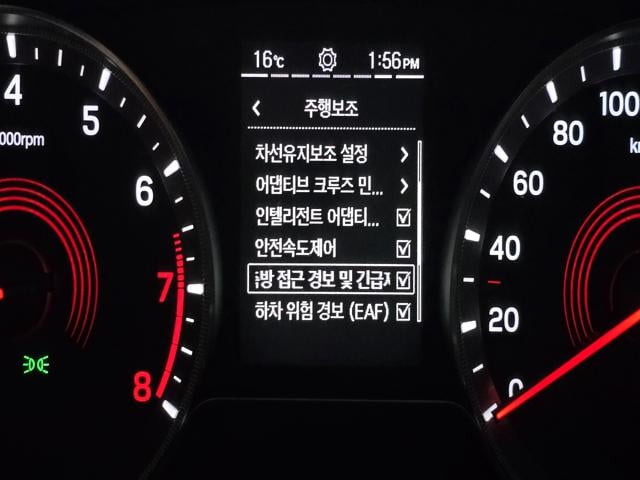 16℃ 1:56PM
주행보조
차선유지보조 설정
어댑티브 크루즈 민...
인텔리전트 어댑티...
안전속도제어
방 접근 경보 및 긴급
하차 위험 경보 (EAF)
4
5
6
7
8
000rpm
100
80
60
40
20
0
k